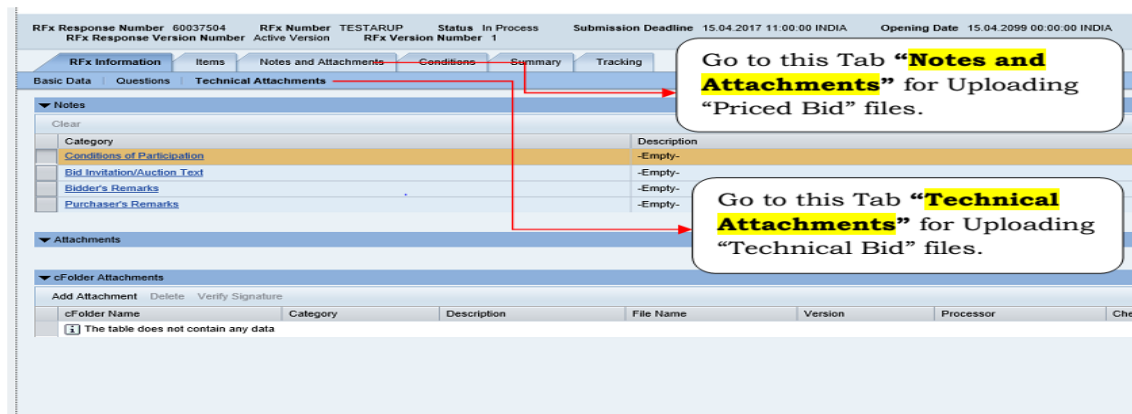 RFx Response Number 60037504 RFx Number TESTARUP Status In Process Submission Deadline 15.04.2017 11:00:00 INDIA Opening Date 15.04.2099 00:00:00 INDIA
RFx Response Version Number Active Version RFx Version Number 1
RFx Information Items Notes and Attachments Conditions Summary Tracking
Basic Data Questions Technical Attachments
Go to this Tab “Notes and
Attachments” for Uploading
“Priced Bid” files.
Notes
Clear
Category Description
Conditions of Participation -Empty-
Bid Invitation/Auction Text -Empty-
Bidder's Remarks -Empty-
Purchaser's Remarks -Empty-
Go to this Tab “Technical
Attachments” for Uploading
“Technical Bid” files.
Attachments
cFolder Attachments
Add Attachment Delete Verify Signature
cFolder Name Category Description File Name Version Processor Che
The table does not contain any data